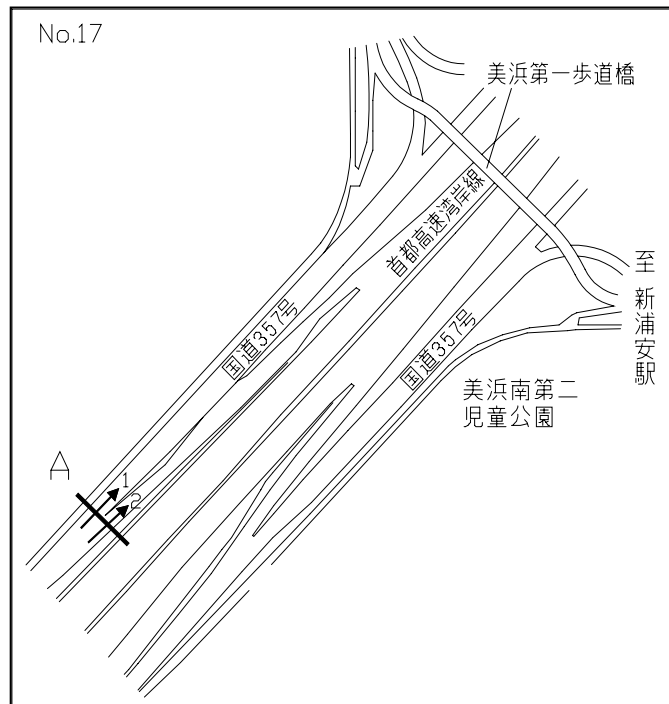 No.17
美浜第一歩道橋
首都高速湾岸線
至
新浦安駅
国道357号
国道357号
美浜南第二
児童公園
A
1
2